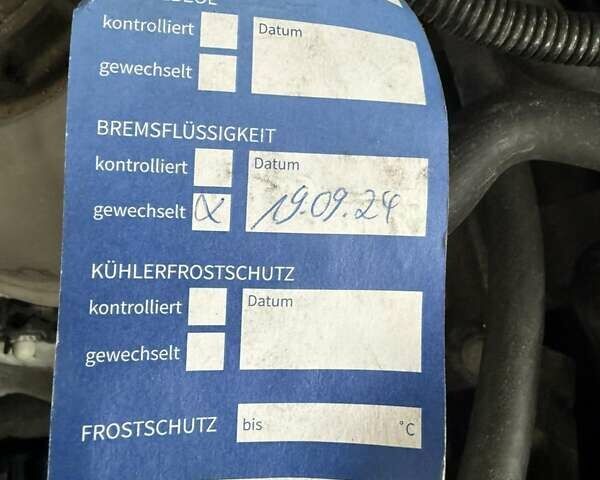 kontrolliert
Datum
gewechselt
BREMSFLÜSSIGKEIT
kontrolliert
Datum
gewechselt x 19.09.24
KÜHLERFROSTSCHUTZ
kontrolliert
Datum
gewechselt
FROSTSCHUTZ bis °C